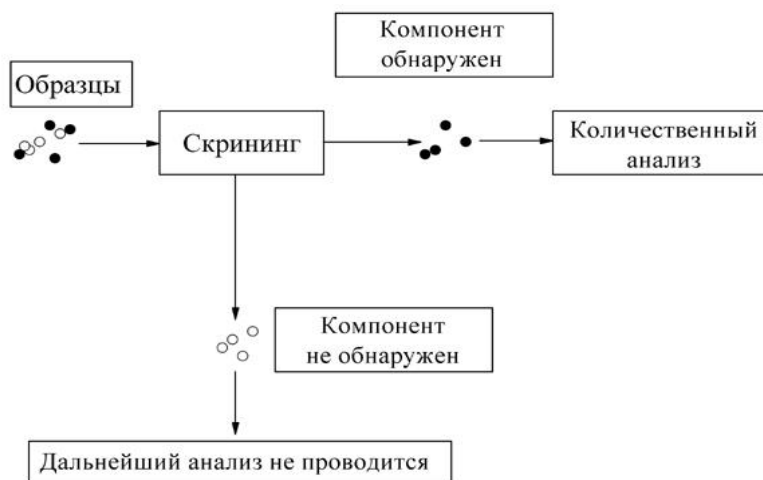 Компонент
обнаружен
Образцы
Скрининг
Количественный
анализ
Компонент
не обнаружен
Дальнейший анализ не проводится